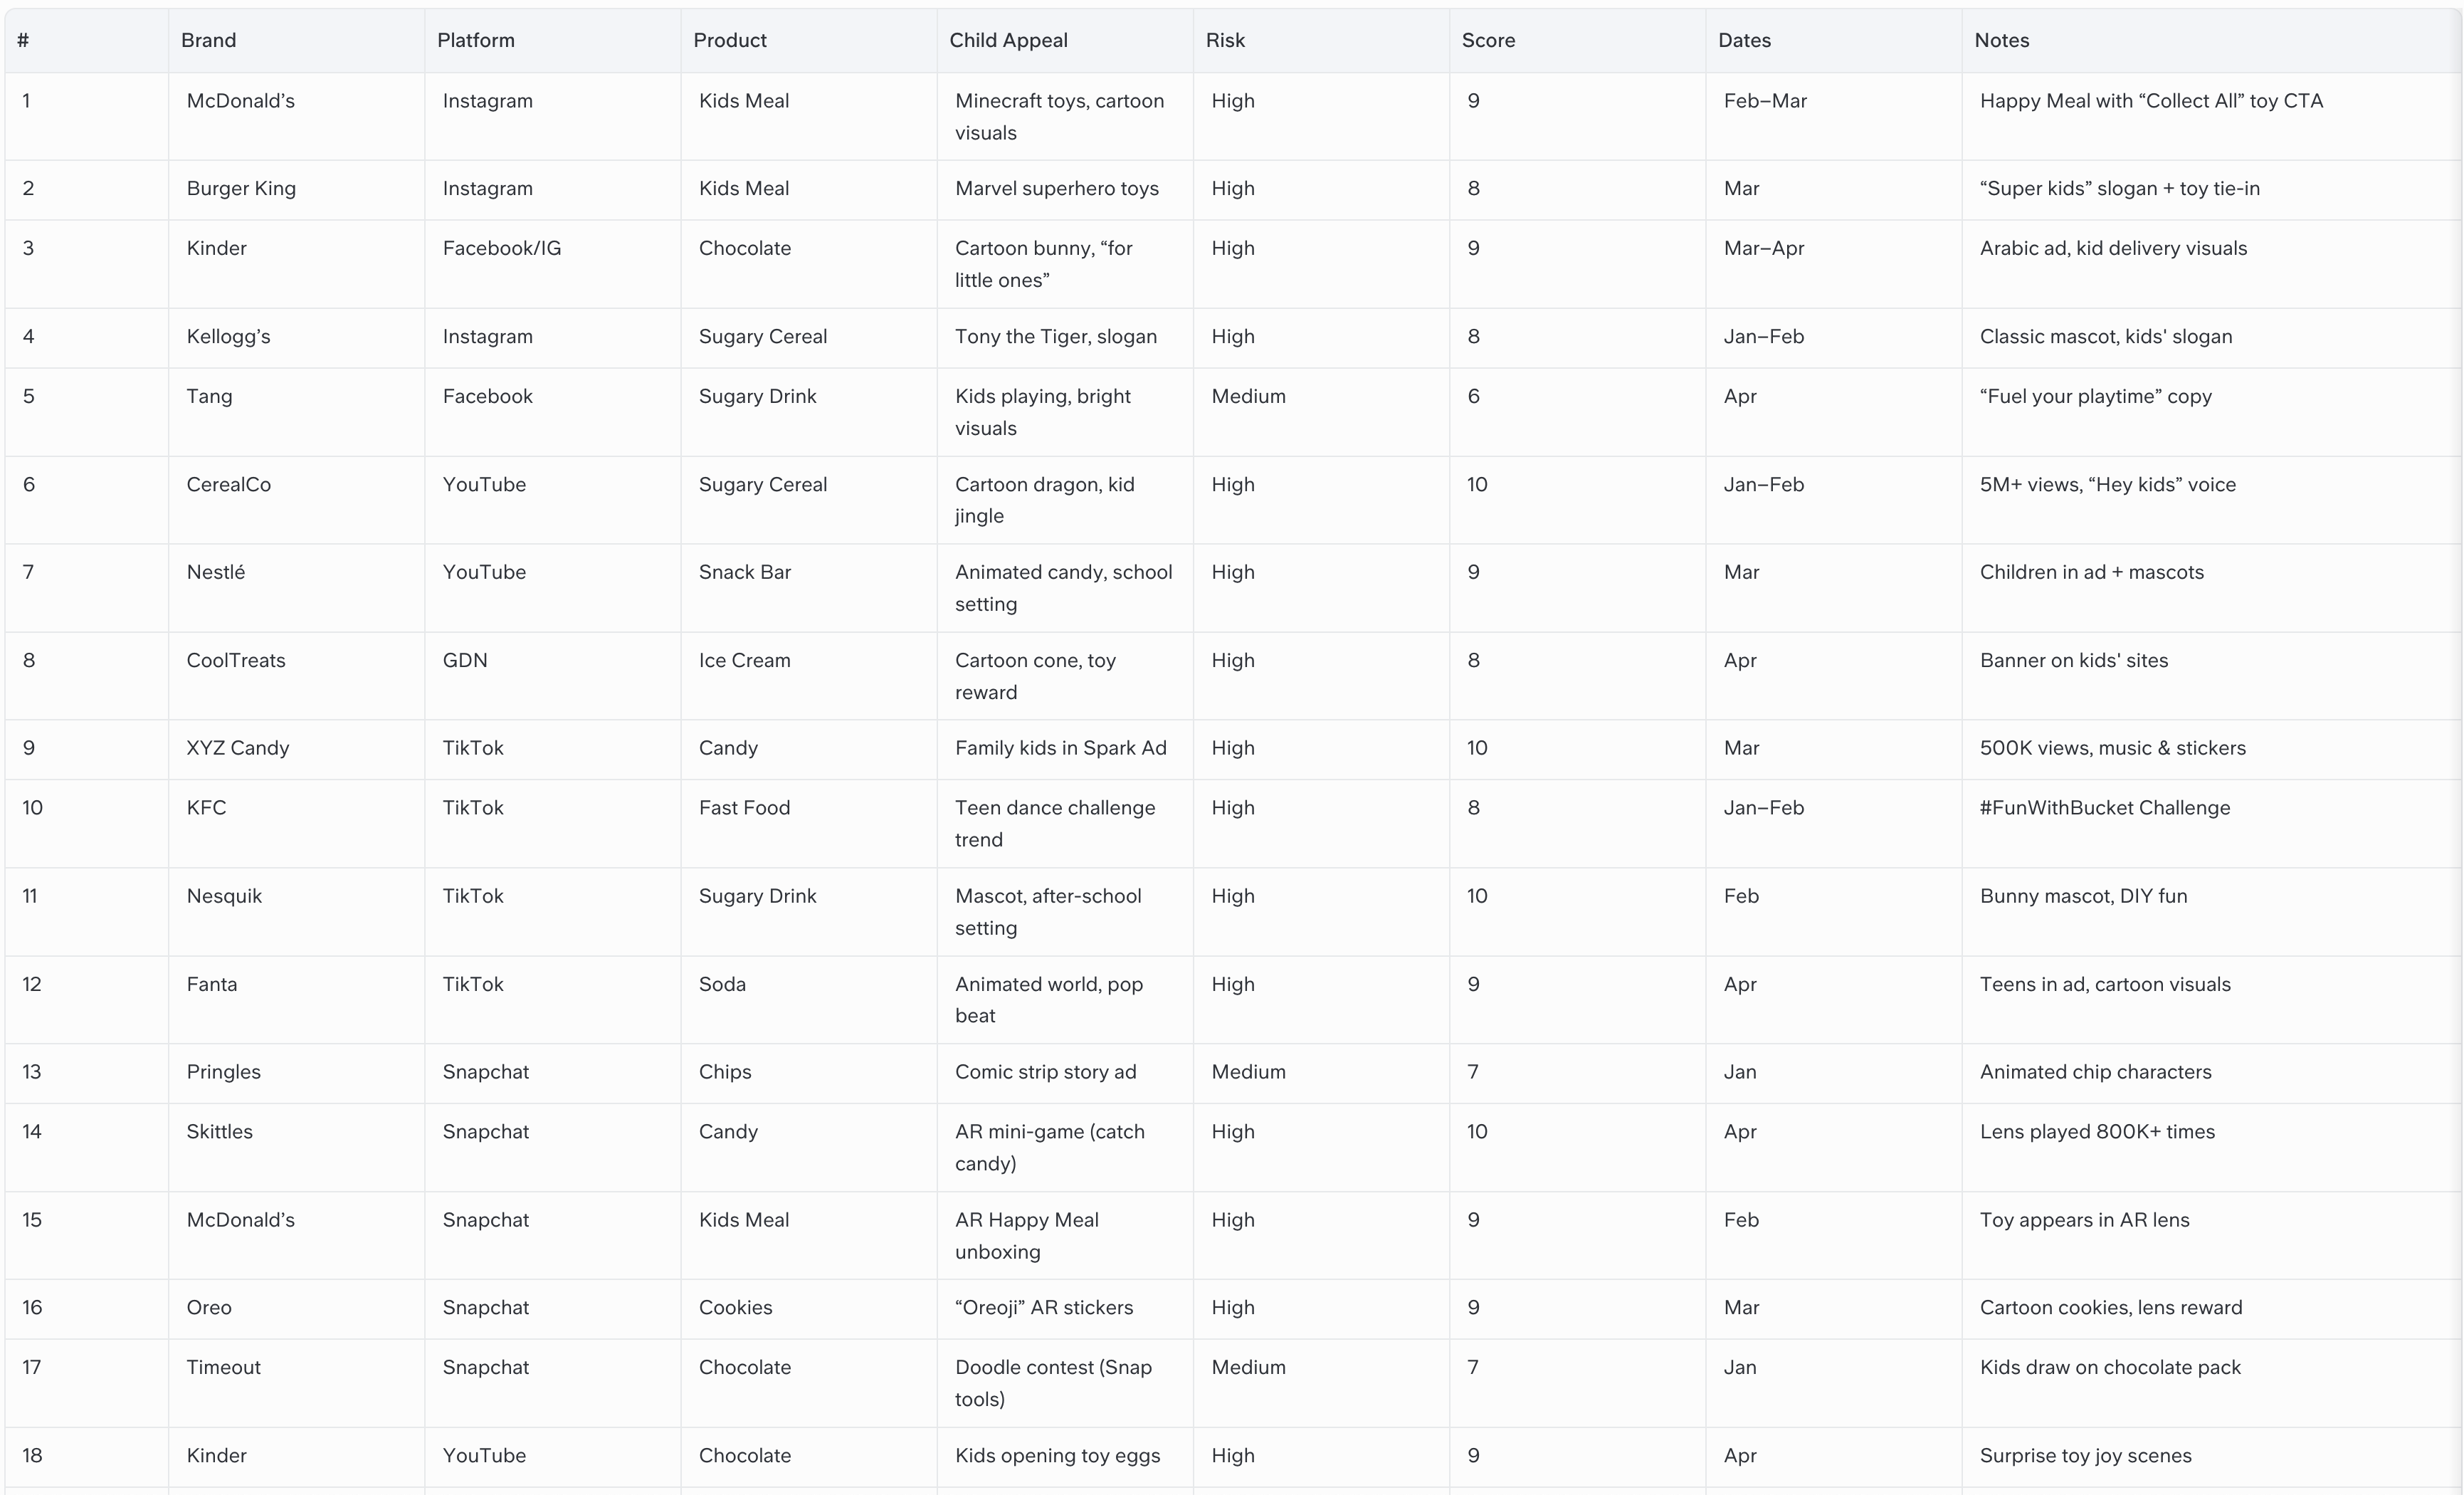 # Brand Platform Product Child Appeal Risk Score Dates Notes
1 McDonald’s Instagram Kids Meal Minecraft toys, cartoon High 9 Feb–Mar Happy Meal with “Collect All” toy CTA
visuals
2 Burger King Instagram Kids Meal Marvel superhero toys High 8 Mar “Super kids” slogan + toy tie-in
3 Kinder Facebook/IG Chocolate Cartoon bunny, “for High 9 Mar–Apr Arabic ad, kid delivery visuals
little ones”
4 Kellogg’s Instagram Sugary Cereal Tony the Tiger, slogan High 8 Jan–Feb Classic mascot, kids' slogan
5 Tang Facebook Sugary Drink Kids playing, bright Medium 6 Apr “Fuel your playtime” copy
visuals
6 CerealCo YouTube Sugary Cereal Cartoon dragon, kid High 10 Jan–Feb 5M+ views, “Hey kids” voice
jingle
7 Nestlé YouTube Snack Bar Animated candy, school High 9 Mar Children in ad + mascots
setting
8 CoolTreats GDN Ice Cream Cartoon cone, toy High 8 Apr Banner on kids' sites
reward
9 XYZ Candy TikTok Candy Family kids in Spark Ad High 10 Mar 500K views, music & stickers
10 KFC TikTok Fast Food Teen dance challenge High 8 Jan–Feb #FunWithBucket Challenge
trend
11 Nesquik TikTok Sugary Drink Mascot, after-school High 10 Feb Bunny mascot, DIY fun
setting
12 Fanta TikTok Soda Animated world, pop High 9 Apr Teens in ad, cartoon visuals
beat
13 Pringles Snapchat Chips Comic strip story ad Medium 7 Jan Animated chip characters
14 Skittles Snapchat Candy AR mini-game (catch High 10 Apr Lens played 800K+ times
candy)
15 McDonald’s Snapchat Kids Meal AR Happy Meal High 9 Feb Toy appears in AR lens
unboxing
16 Oreo Snapchat Cookies “Oreoji” AR stickers High 9 Mar Cartoon cookies, lens reward
17 Timeout Snapchat Chocolate Doodle contest (Snap Medium 7 Jan Kids draw on chocolate pack
tools)
18 Kinder YouTube Chocolate Kids opening toy eggs High 9 Apr Surprise toy joy scenes